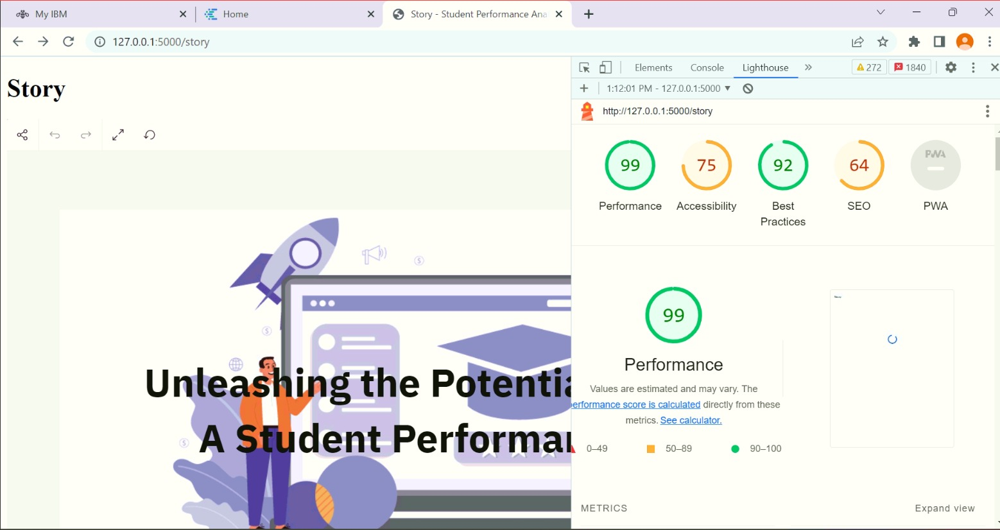 My IBM
Home
Story - Student Performance Ana
127.0.0.1:5000/story
Elements Console Lighthouse 272 1840
1:12:01 PM - 127.0.0.1:5000
http://127.0.0.1:5000/story
Story
99 75 92 64 PWA
Performance Accessibility Best Practices SEO PWA
99
Performance
Values are estimated and may vary. The
erformance score is calculated directly from these
metrics. See calculator.
0–49 50–89 90–100
METRICS Expand view
Unleashing the Potentia
A Student Performan